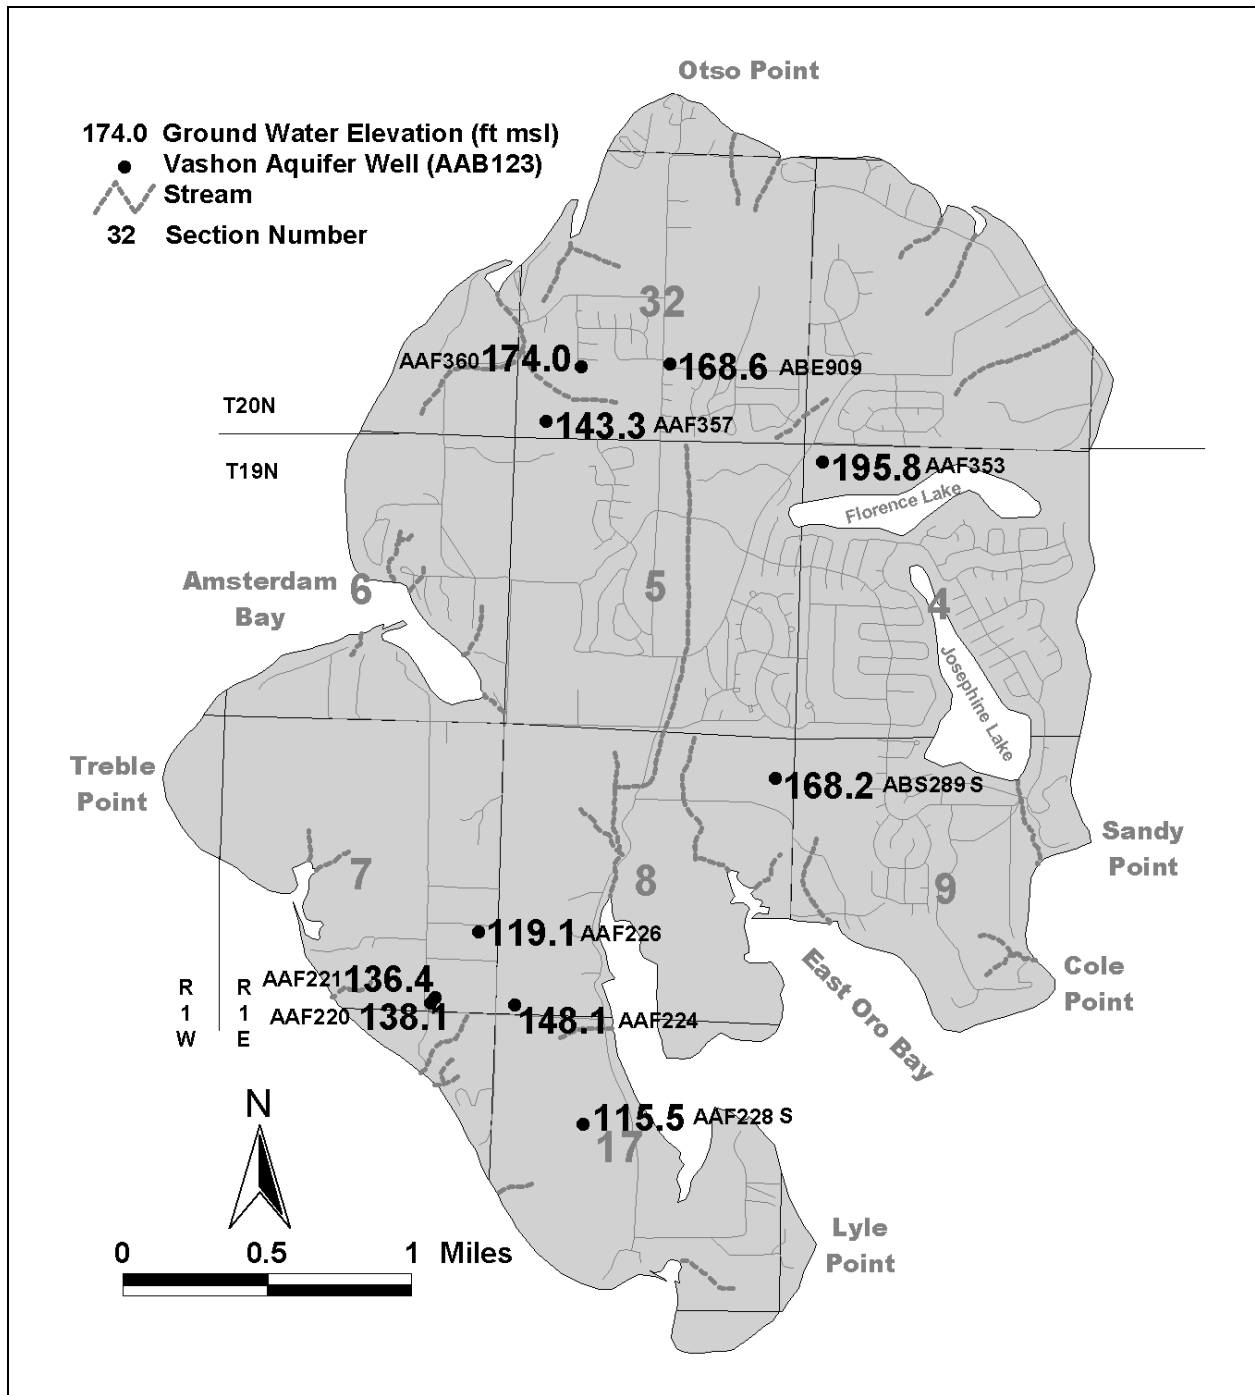 Otso Point
174.0 Ground Water Elevation (ft msl)
Vashon Aquifer Well (AAB123)
Stream
32 Section Number
32
AAF360 174.0
168.6 ABE909
T20N
143.3 AAF357
T19N
195.8 AAF353
Florence Lake
Amsterdam
Bay
6
5
4
Josephine Lake
Treble
Point
168.2 ABS289 S
Sandy
Point
7
8
9
119.1 AAF226
East Oro Bay
Cole
Point
AAF221 136.4
R
1
W
R
1
E
AAF220 138.1
148.1 AAF224
N
115.5 AAF228 S
17
Lyle
Point
0 0.5 1 Miles